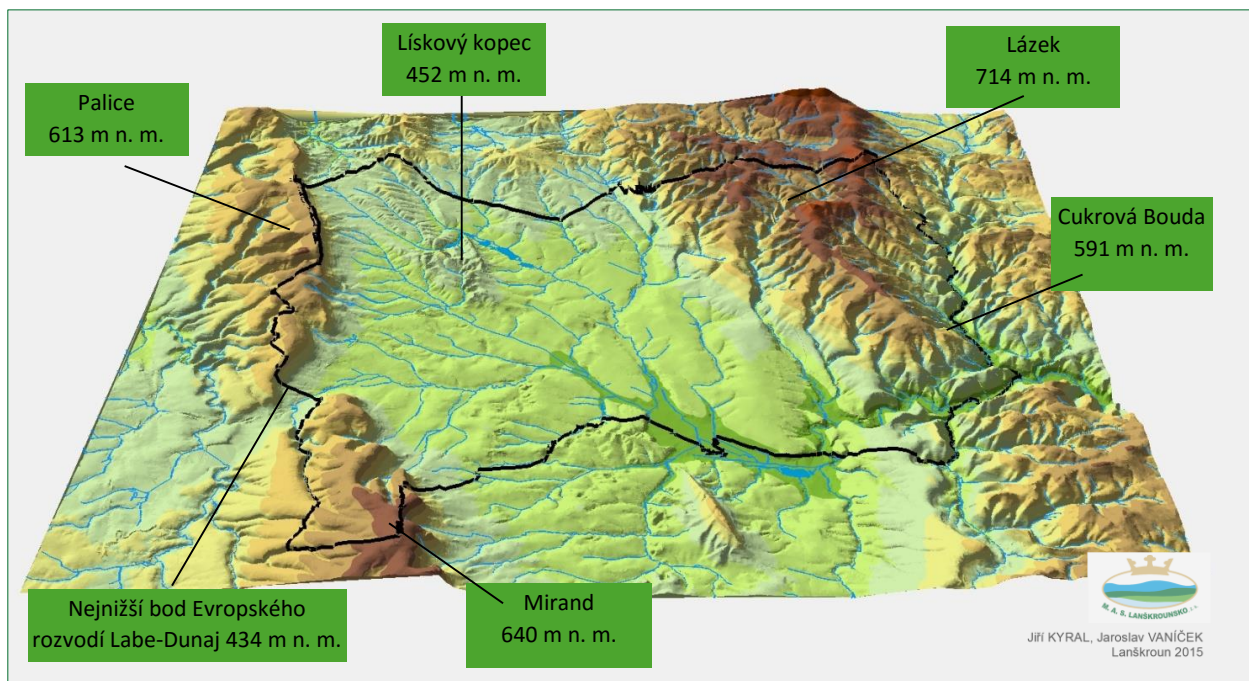 Lískový kopec
452 m n. m.
Lázek
714 m n. m.
Palice
613 m n. m.
Cukrová Bouda
591 m n. m.
Nejnižší bod Evropského
rozvodí Labe-Dunaj 434 m n. m.
Mirand
640 m n. m.
M. A. S. LANŠKROUNSKO z. s.
Jiří KYRAL, Jaroslav VANÍČEK
Lanškroun 2015